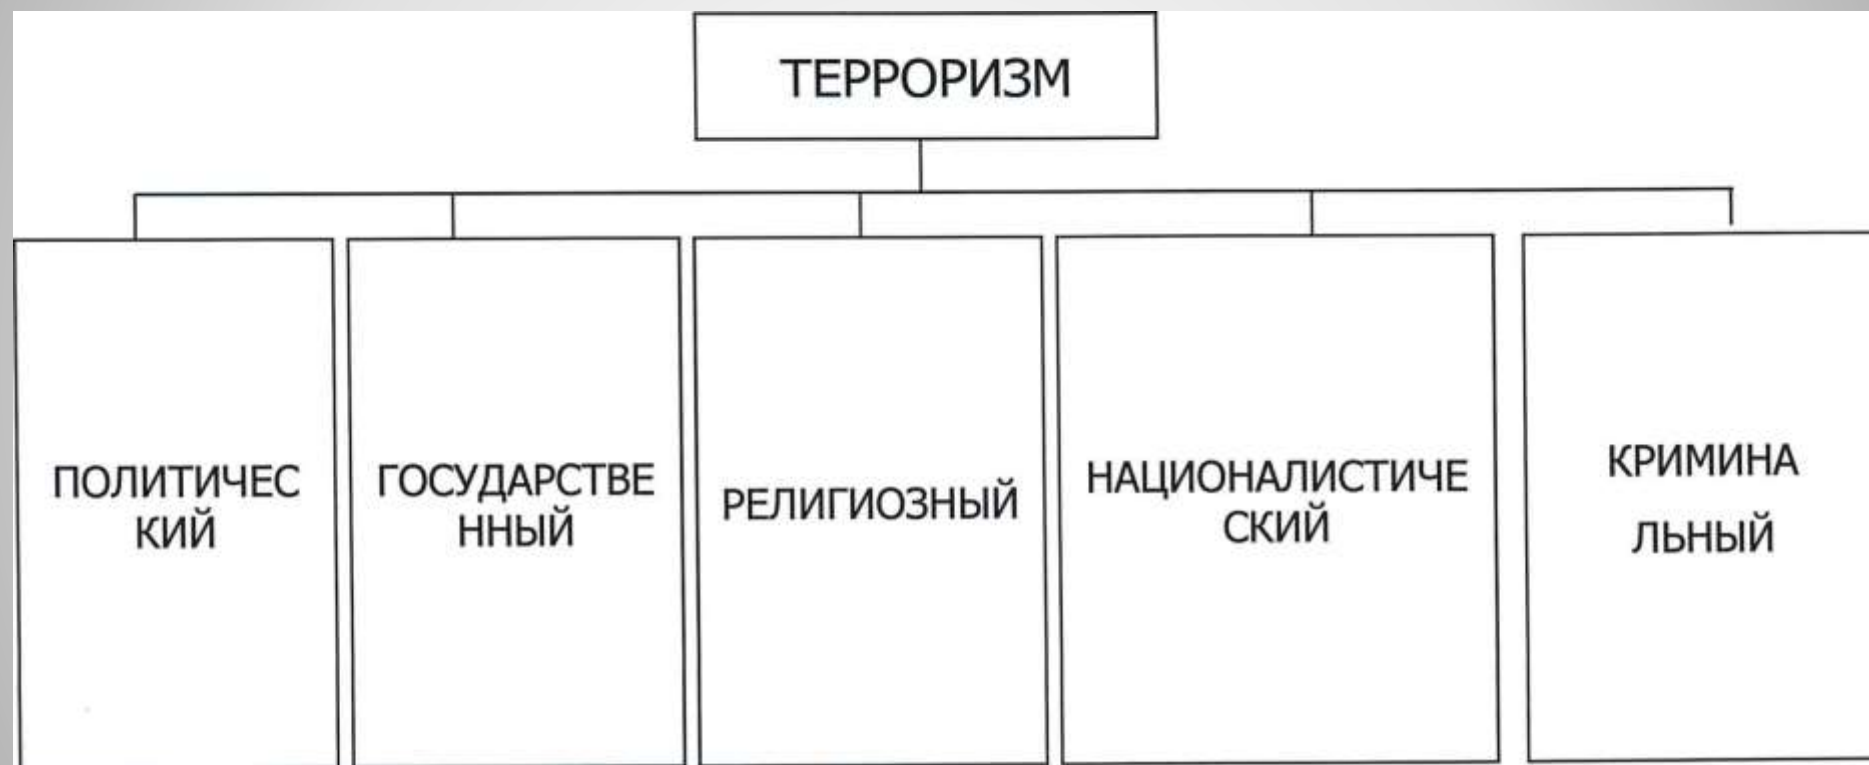 ТЕРРОРИЗМ
ПОЛИТИЧЕС
КИЙ
ГОСУДАРСТВЕ
ННЫЙ
РЕЛИГИОЗНЫЙ
НАЦИОНАЛИСТИЧЕ
СКИЙ
КРИМИНА
ЛЬНЫЙ